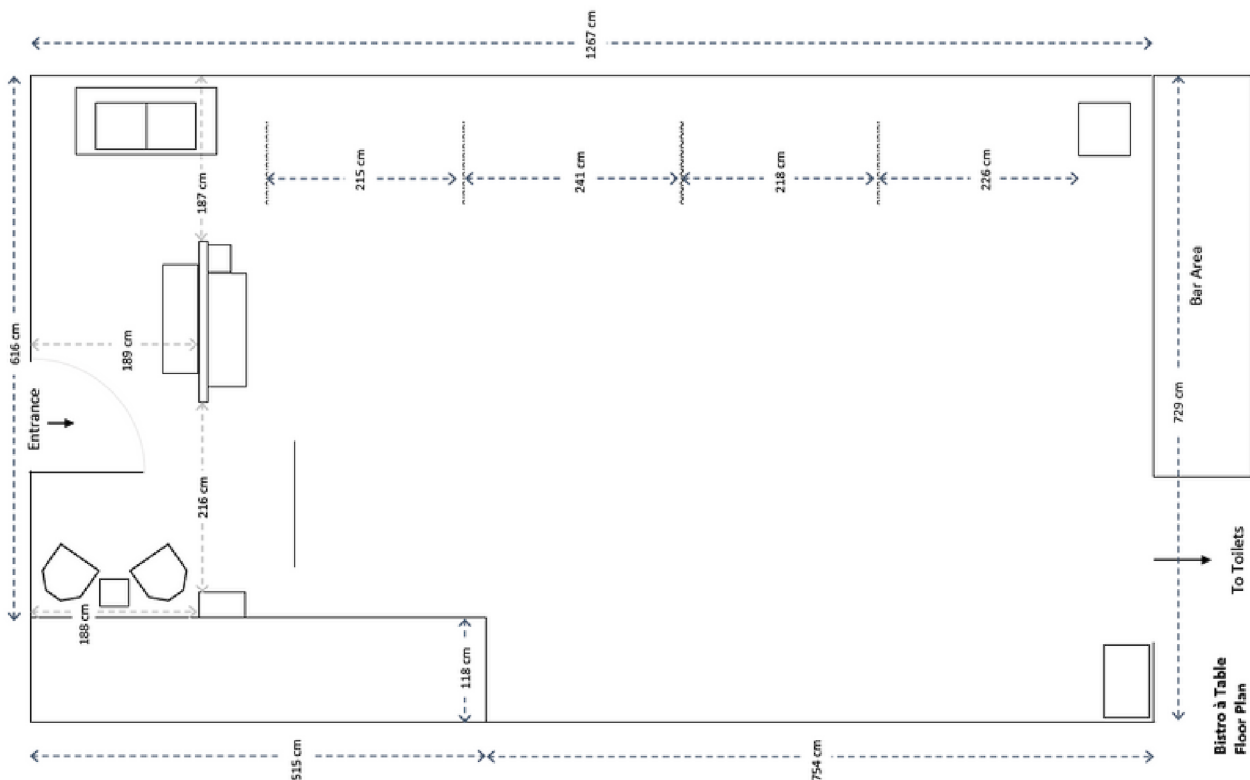 1267 cm
616 cm
187 cm
215 cm
241 cm
218 cm
226 cm
189 cm
Entrance
216 cm
188 cm
118 cm
515 cm
754 cm
729 cm
Bar Area
To Toilets
Bistro à Table
Floor Plan